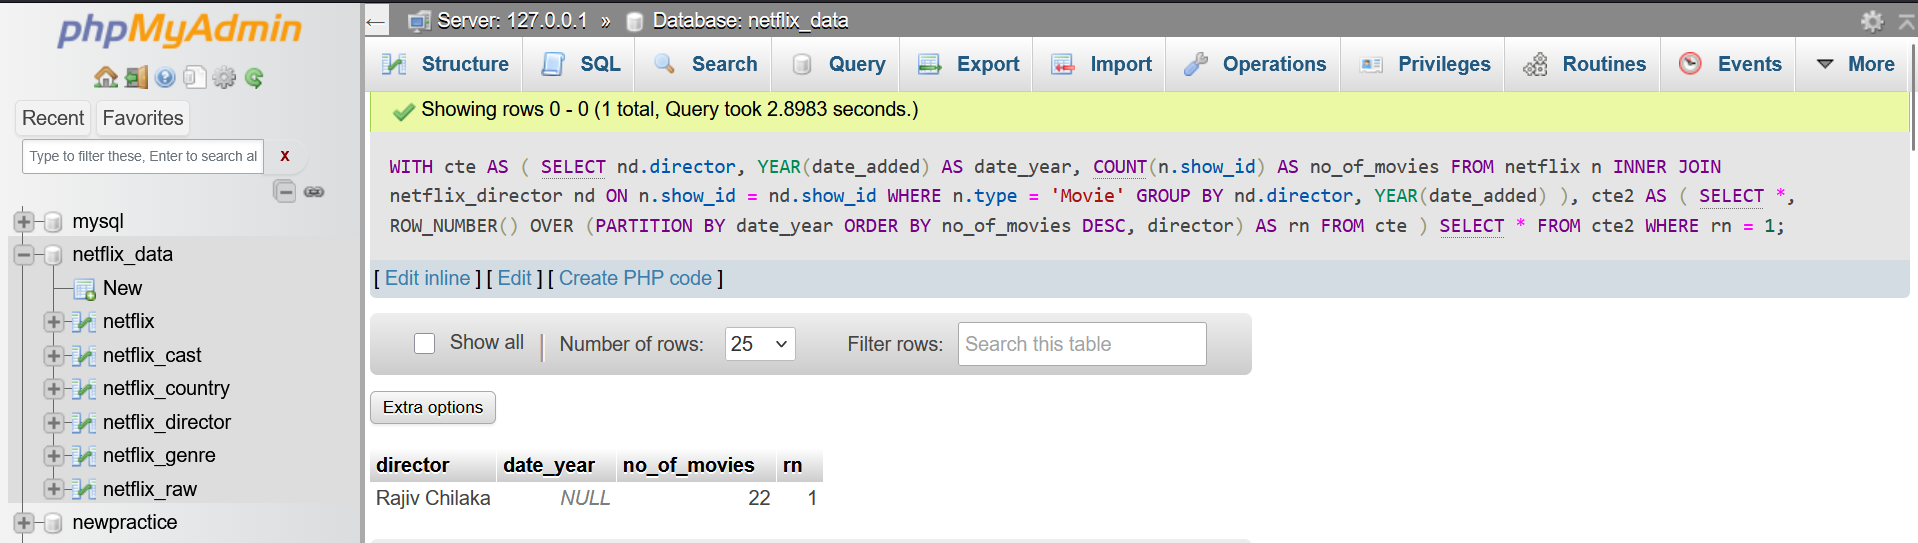 phpMyAdmin
Recent Favorites
Type to filter these, Enter to search al x
mysql
netflix_data
New
netflix
netflix_cast
netflix_country
netflix_director
netflix_genre
netflix_raw
newpractice
← Server: 127.0.0.1 » Database: netflix_data
Structure SQL Search Query Export Import Operations Privileges Routines Events More
Showing rows 0 - 0 (1 total, Query took 2.8983 seconds.)
WITH cte AS ( SELECT nd.director, YEAR(date_added) AS date_year, COUNT(n.show_id) AS no_of_movies FROM netflix n INNER JOIN
netflix_director nd ON n.show_id = nd.show_id WHERE n.type = 'Movie' GROUP BY nd.director, YEAR(date_added) ), cte2 AS ( SELECT *,
ROW_NUMBER() OVER (PARTITION BY date_year ORDER BY no_of_movies DESC, director) AS rn FROM cte ) SELECT * FROM cte2 WHERE rn = 1;
[ Edit inline ] [ Edit ] [ Create PHP code ]
Show all Number of rows: 25 Filter rows: Search this table
Extra options
director date_year no_of_movies rn
Rajiv Chilaka NULL 22 1